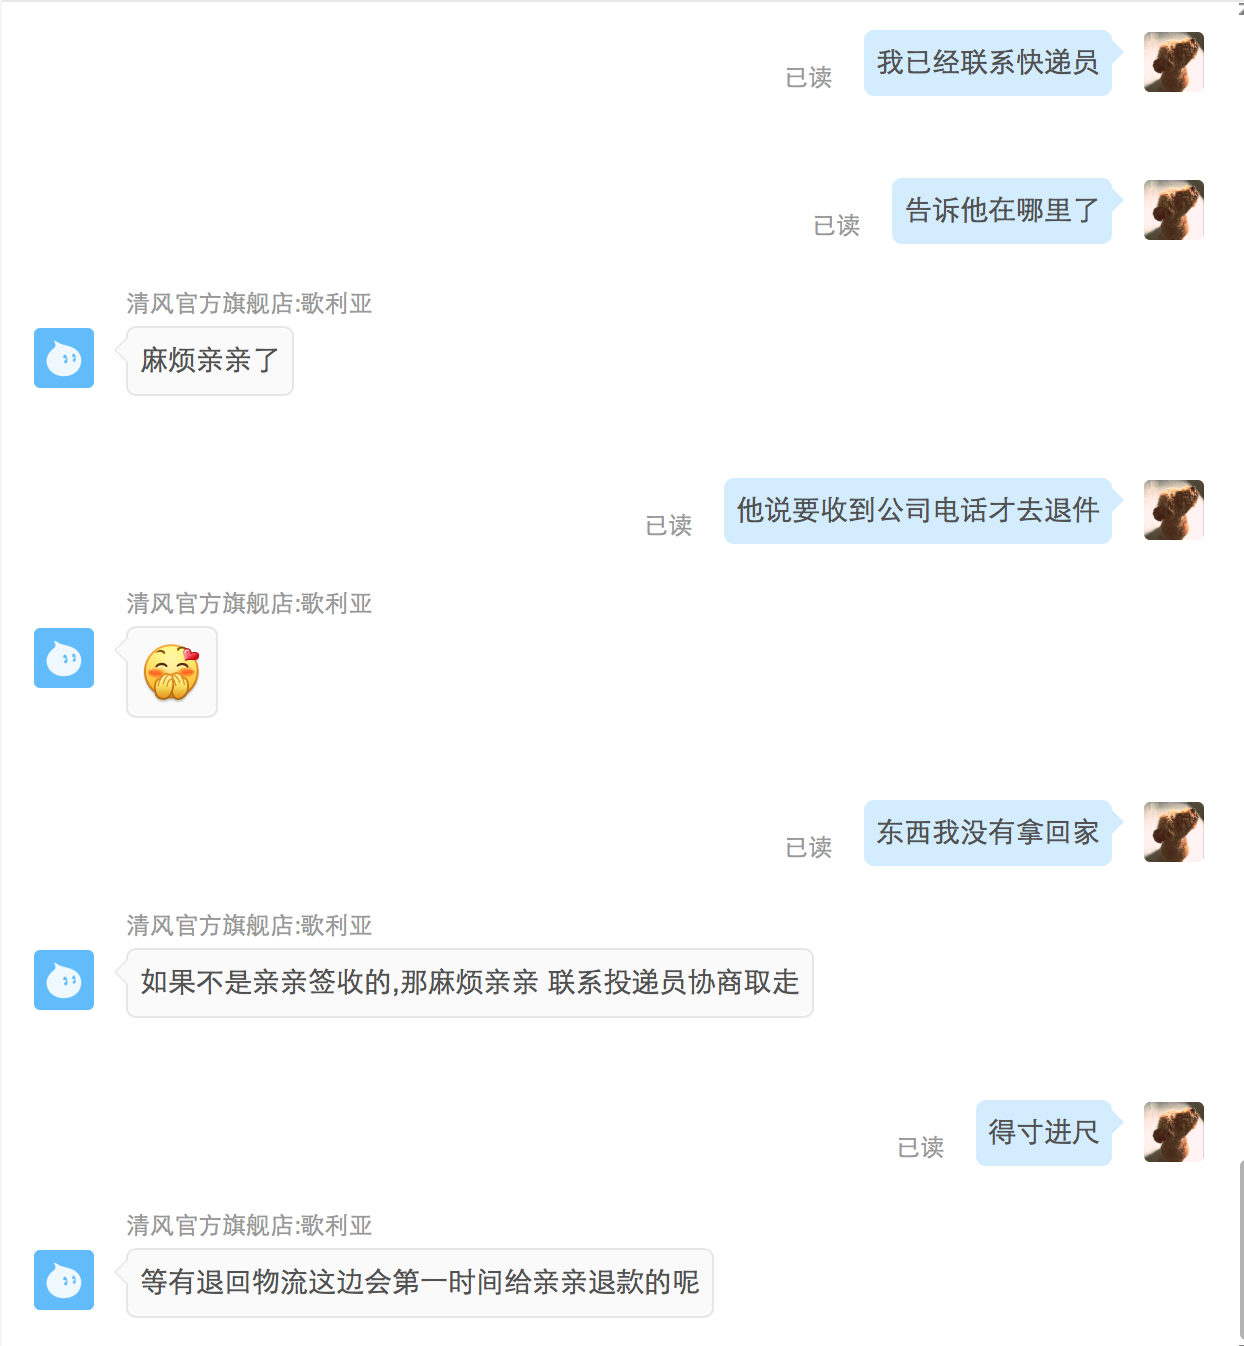 我已经联系快递员
已读
告诉他在哪里了
已读
清风官方旗舰店:歌利亚
麻烦亲亲了
他说要收到公司电话才去退件
已读
清风官方旗舰店:歌利亚
东西我没有拿回家
已读
清风官方旗舰店:歌利亚
如果不是亲亲签收的,那麻烦亲亲 联系投递员协商取走
得寸进尺
已读
清风官方旗舰店:歌利亚
等有退回物流这边会第一时间给亲亲退款的呢